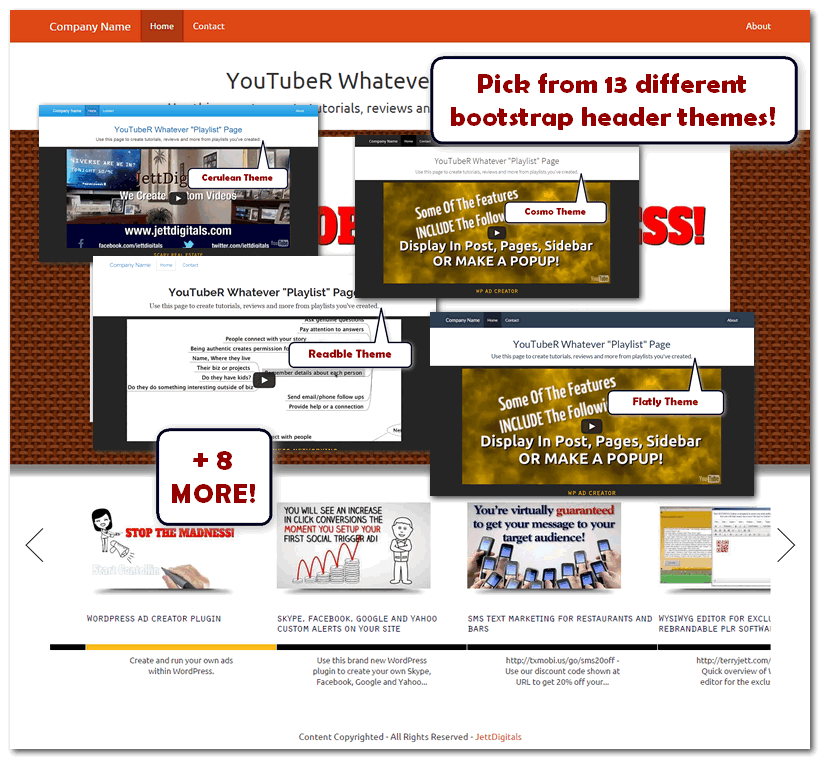 Company Name Home Contact About
YouTubeR Whatever
Pick from 13 different
bootstrap header themes!
tutorials, reviews
Company Name Home Contact About
YouTubeR Whatever "Playlist" Page
Use this page to create tutorials, reviews and more from playlists you've created.
Cerulean Theme
We Create
www.jettdigitals.com
facebook.com/jettdigitals twitter.com/jettdigitals YouTube
SCARY REAL ESTATE
Company Name Home Contact
YouTubeR Whatever "Playlist" Page
Use this page to create tutorials, reviews and more from playlists you've created.
Some Of The Features
INCLUDE The
Cosmo Theme
Display In Post, Pages, Sidebar
OR MAKE A POPUP!
YouTube
WP AD CREATOR
Company Name Home Contact
YouTubeR Whatever "Playlist"
Use this page to create tutorials, reviews and more from playlists you've created.
Ask genuine questions
Pay attention to answers
People connect with your story
Being authentic creates permission
Name, Where they live
Their biz or projects
Do they have kids?
Do they do something interesting outside of biz
Remember details about each person
Send email/phone follow ups
Provide help or a connection
with people
Readble Theme
Company Name Home Contact About
YouTubeR Whatever "Playlist" Page
Use this page to create tutorials, reviews and more from playlists you've created.
Some Of The Features
INCLUDE The
Flatly Theme
Display In Post, Pages, Sidebar
OR MAKE A POPUP!
YouTube
WP AD CREATOR
+ 8
MORE!
STOP THE MADNESS!
YOU WILL SEE AN INCREASE
IN CLICK CONVERSIONS THE
MOMENT YOU SETUP YOUR
FIRST SOCIAL TRIGGER AD!
You're virtually guaranteed
to get your message to your
target audience!
WORDPRESS AD CREATOR PLUGIN
SKYPE, FACEBOOK, GOOGLE AND YAHOO
CUSTOM ALERTS ON YOUR SITE
SMS TEXT MARKETING FOR RESTAURANTS AND
BARS
WYSIWYG EDITOR FOR EXCLU
REBRANDABLE PLR SOFTWA
Create and run your own ads
within WordPress.
Use this brand new WordPress
plugin to create your own Skype,
Facebook, Google and Yahoo...
http://txmobi.us/go/sms20off -
Use our discount code shown at
URL to get 20% off your...
http://terryjett.com/
Quick overview of W
editor for the exclu
Content Copyrighted - All Rights Reserved - JettDigitals